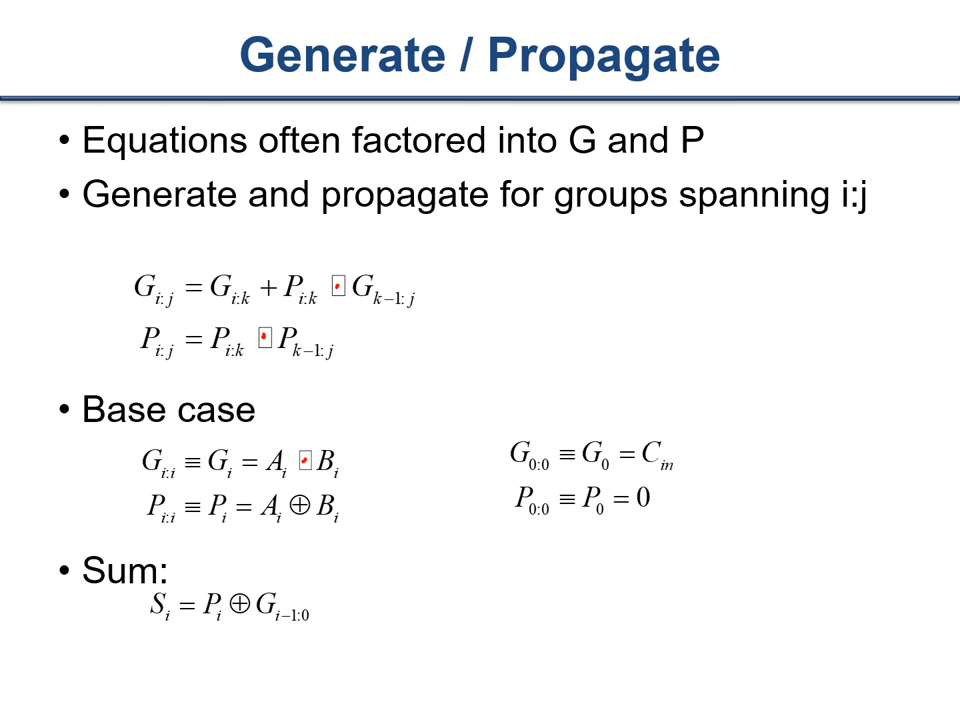 Generate / Propagate
• Equations often factored into G and P
• Generate and propagate for groups spanning i:j
G_{i:j} = G_{i:k} + P_{i:k} · G_{k−1:j}
P_{i:j} = P_{i:k} · P_{k−1:j}
• Base case
G_{i:i} ≡ G_i = A_i · B_i
P_{i:i} ≡ P_i = A_i ⊕ B_i
G_{0:0} ≡ G_0 = C_{in}
P_{0:0} ≡ P_0 = 0
• Sum:
S_i = P_i ⊕ G_{i−1:0}